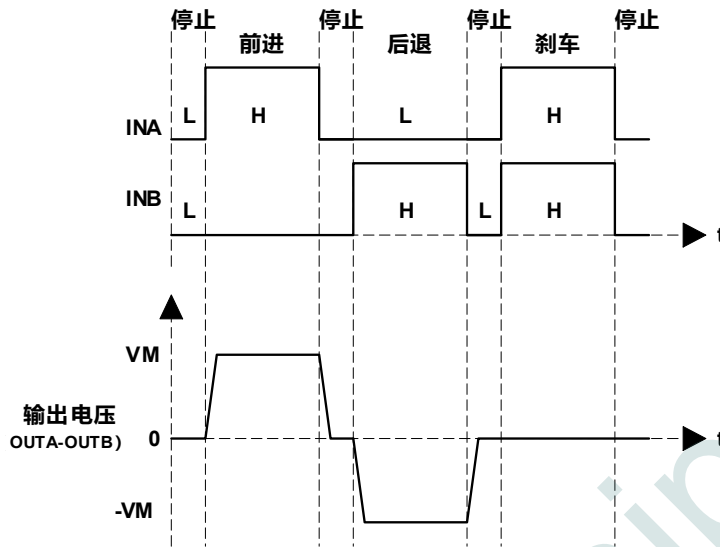 停止 停止 停止 停止
前进 后退 刹车
INA L H L H
INB L H L H
t
VM
输出电压
OUTA-OUTB) 0 t
-VM